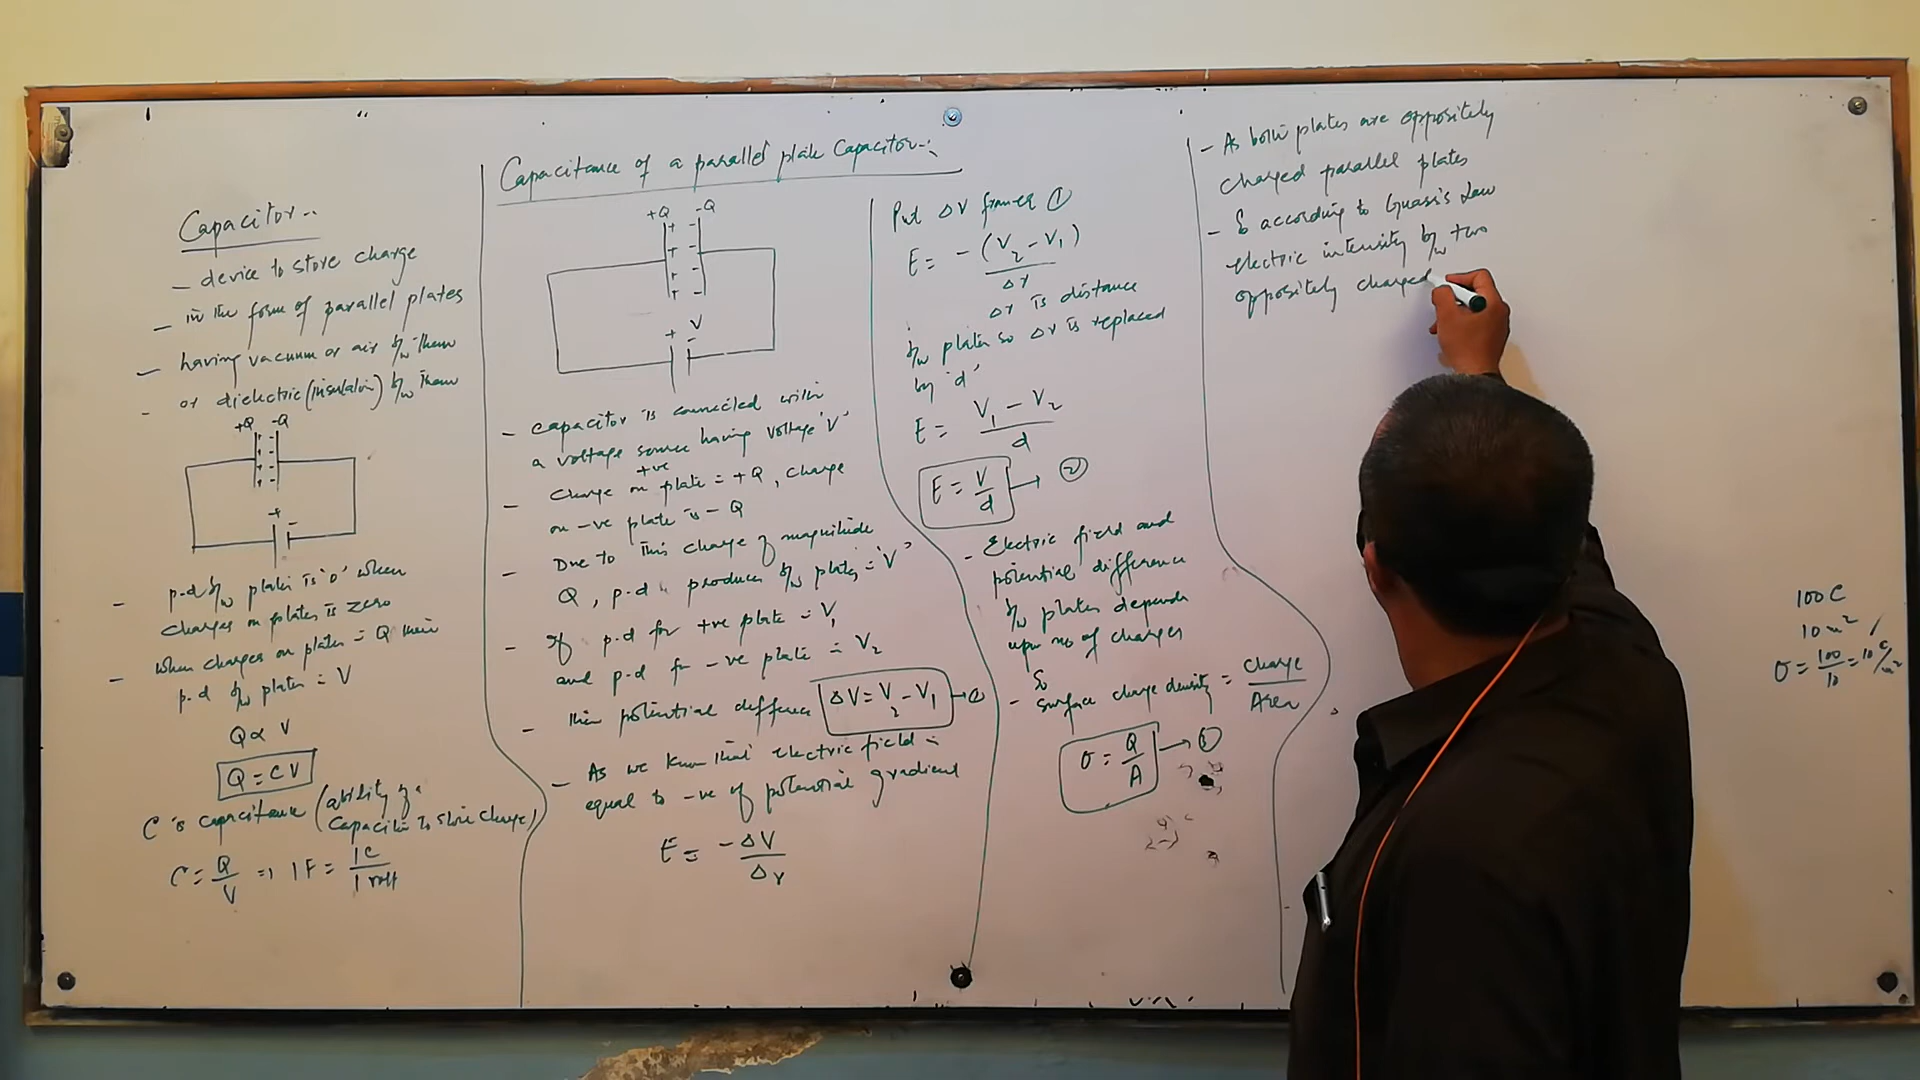 Capacitor:-
- device to store charge
- in the form of parallel plates
- having vacuum or air b/w them
- or dielectric (insulator) b/w them
+Q -Q
+ -
- p.d b/w plates is '0' when
charges on plates is zero
- when charges on plates = Q then
p.d b/w plates = V
Q ∝ V
Q = CV
C is capacitance (ability of a
capacitor to store charge)
C = Q/V ⇒ 1F = 1C/1 volt
Capacitance of a parallel plate Capacitor:-
+Q -Q
V
+ -
- capacitor is connected with
a voltage source having voltage 'V'
- charge on +ve plate = +Q, charge
on -ve plate is - Q
- Due to this charge of magnitude
Q, p.d is produces b/w plates = 'V'
- If p.d for +ve plate = V₁
and p.d for -ve plate = V₂
- then potential difference ΔV = V₂ - V₁ → ①
- As we know that electric field is
equal to -ve of potential gradient
E = -ΔV/Δr
Put ΔV from eq ①
E = -(V₂ - V₁)/Δr
Δr is distance
b/w plates so Δr is replaced
by 'd'
E = V₁ - V₂/d
E = V/d → ②
- Electric field and
potential difference
b/w plates depends
upon no of charges
So
- surface charge density = Charge/Area
σ = Q/A → ③
- As both plates are oppositely
charged parallel plates
- So according to Guass's Law
electric intensity b/w two
oppositely charged
100 C
10 m²
σ = 100/10 = 10 C/m²